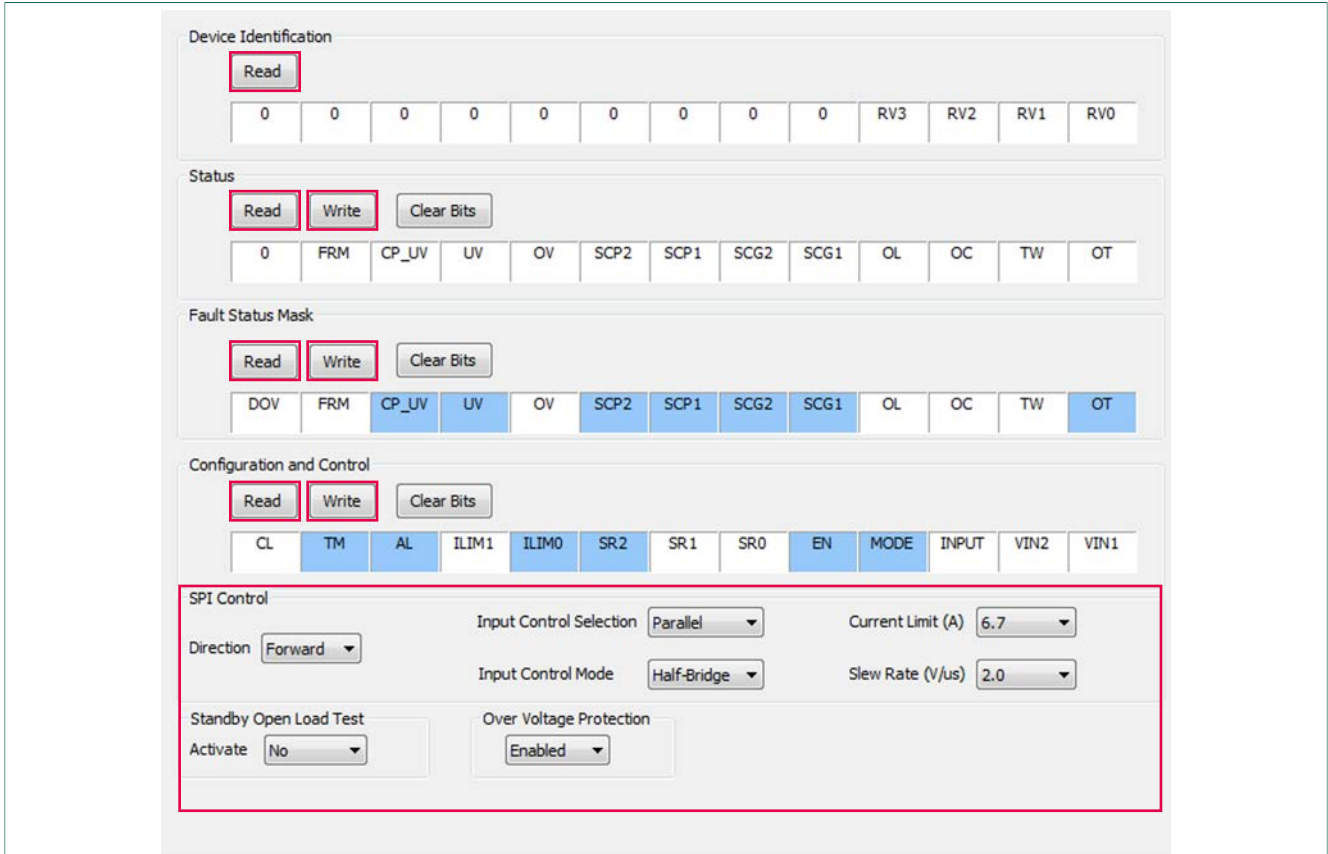 Device Identification
Read
0 0 0 0 0 0 0 0 0 RV3 RV2 RV1 RV0
Status
Read Write Clear Bits
0 FRM CP_UV UV OV SCP2 SCP1 SCG2 SCG1 OL OC TW OT
Fault Status Mask
Read Write Clear Bits
DOV FRM CP_UV UV OV SCP2 SCP1 SCG2 SCG1 OL OC TW OT
Configuration and Control
Read Write Clear Bits
CL TM AL ILIM1 ILIM0 SR2 SR1 SR0 EN MODE INPUT VIN2 VIN1
SPI Control
Input Control Selection Parallel Current Limit (A) 6.7
Direction Forward
Input Control Mode Half-Bridge Slew Rate (V/us) 2.0
Standby Open Load Test Over Voltage Protection
Activate No Enabled